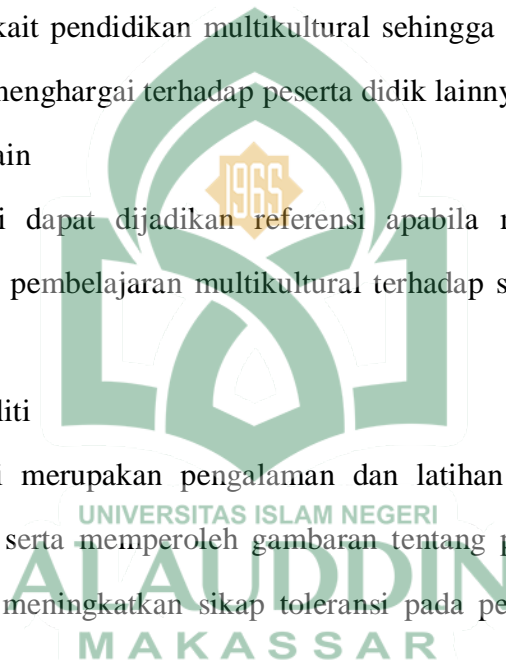 kait pendidikan multikultural sehingga
menghargai terhadap peserta didik lainny
ain
1965
i dapat dijadikan referensi apabila
pembelajaran multikultural terhadap s
liti
i merupakan pengalaman dan latihan
UNIVERSITAS ISLAM NEGERI
serta memperoleh gambaran tentang p
ALAUDDIN
meningkatkan sikap toleransi pada pe
MAKASSAR